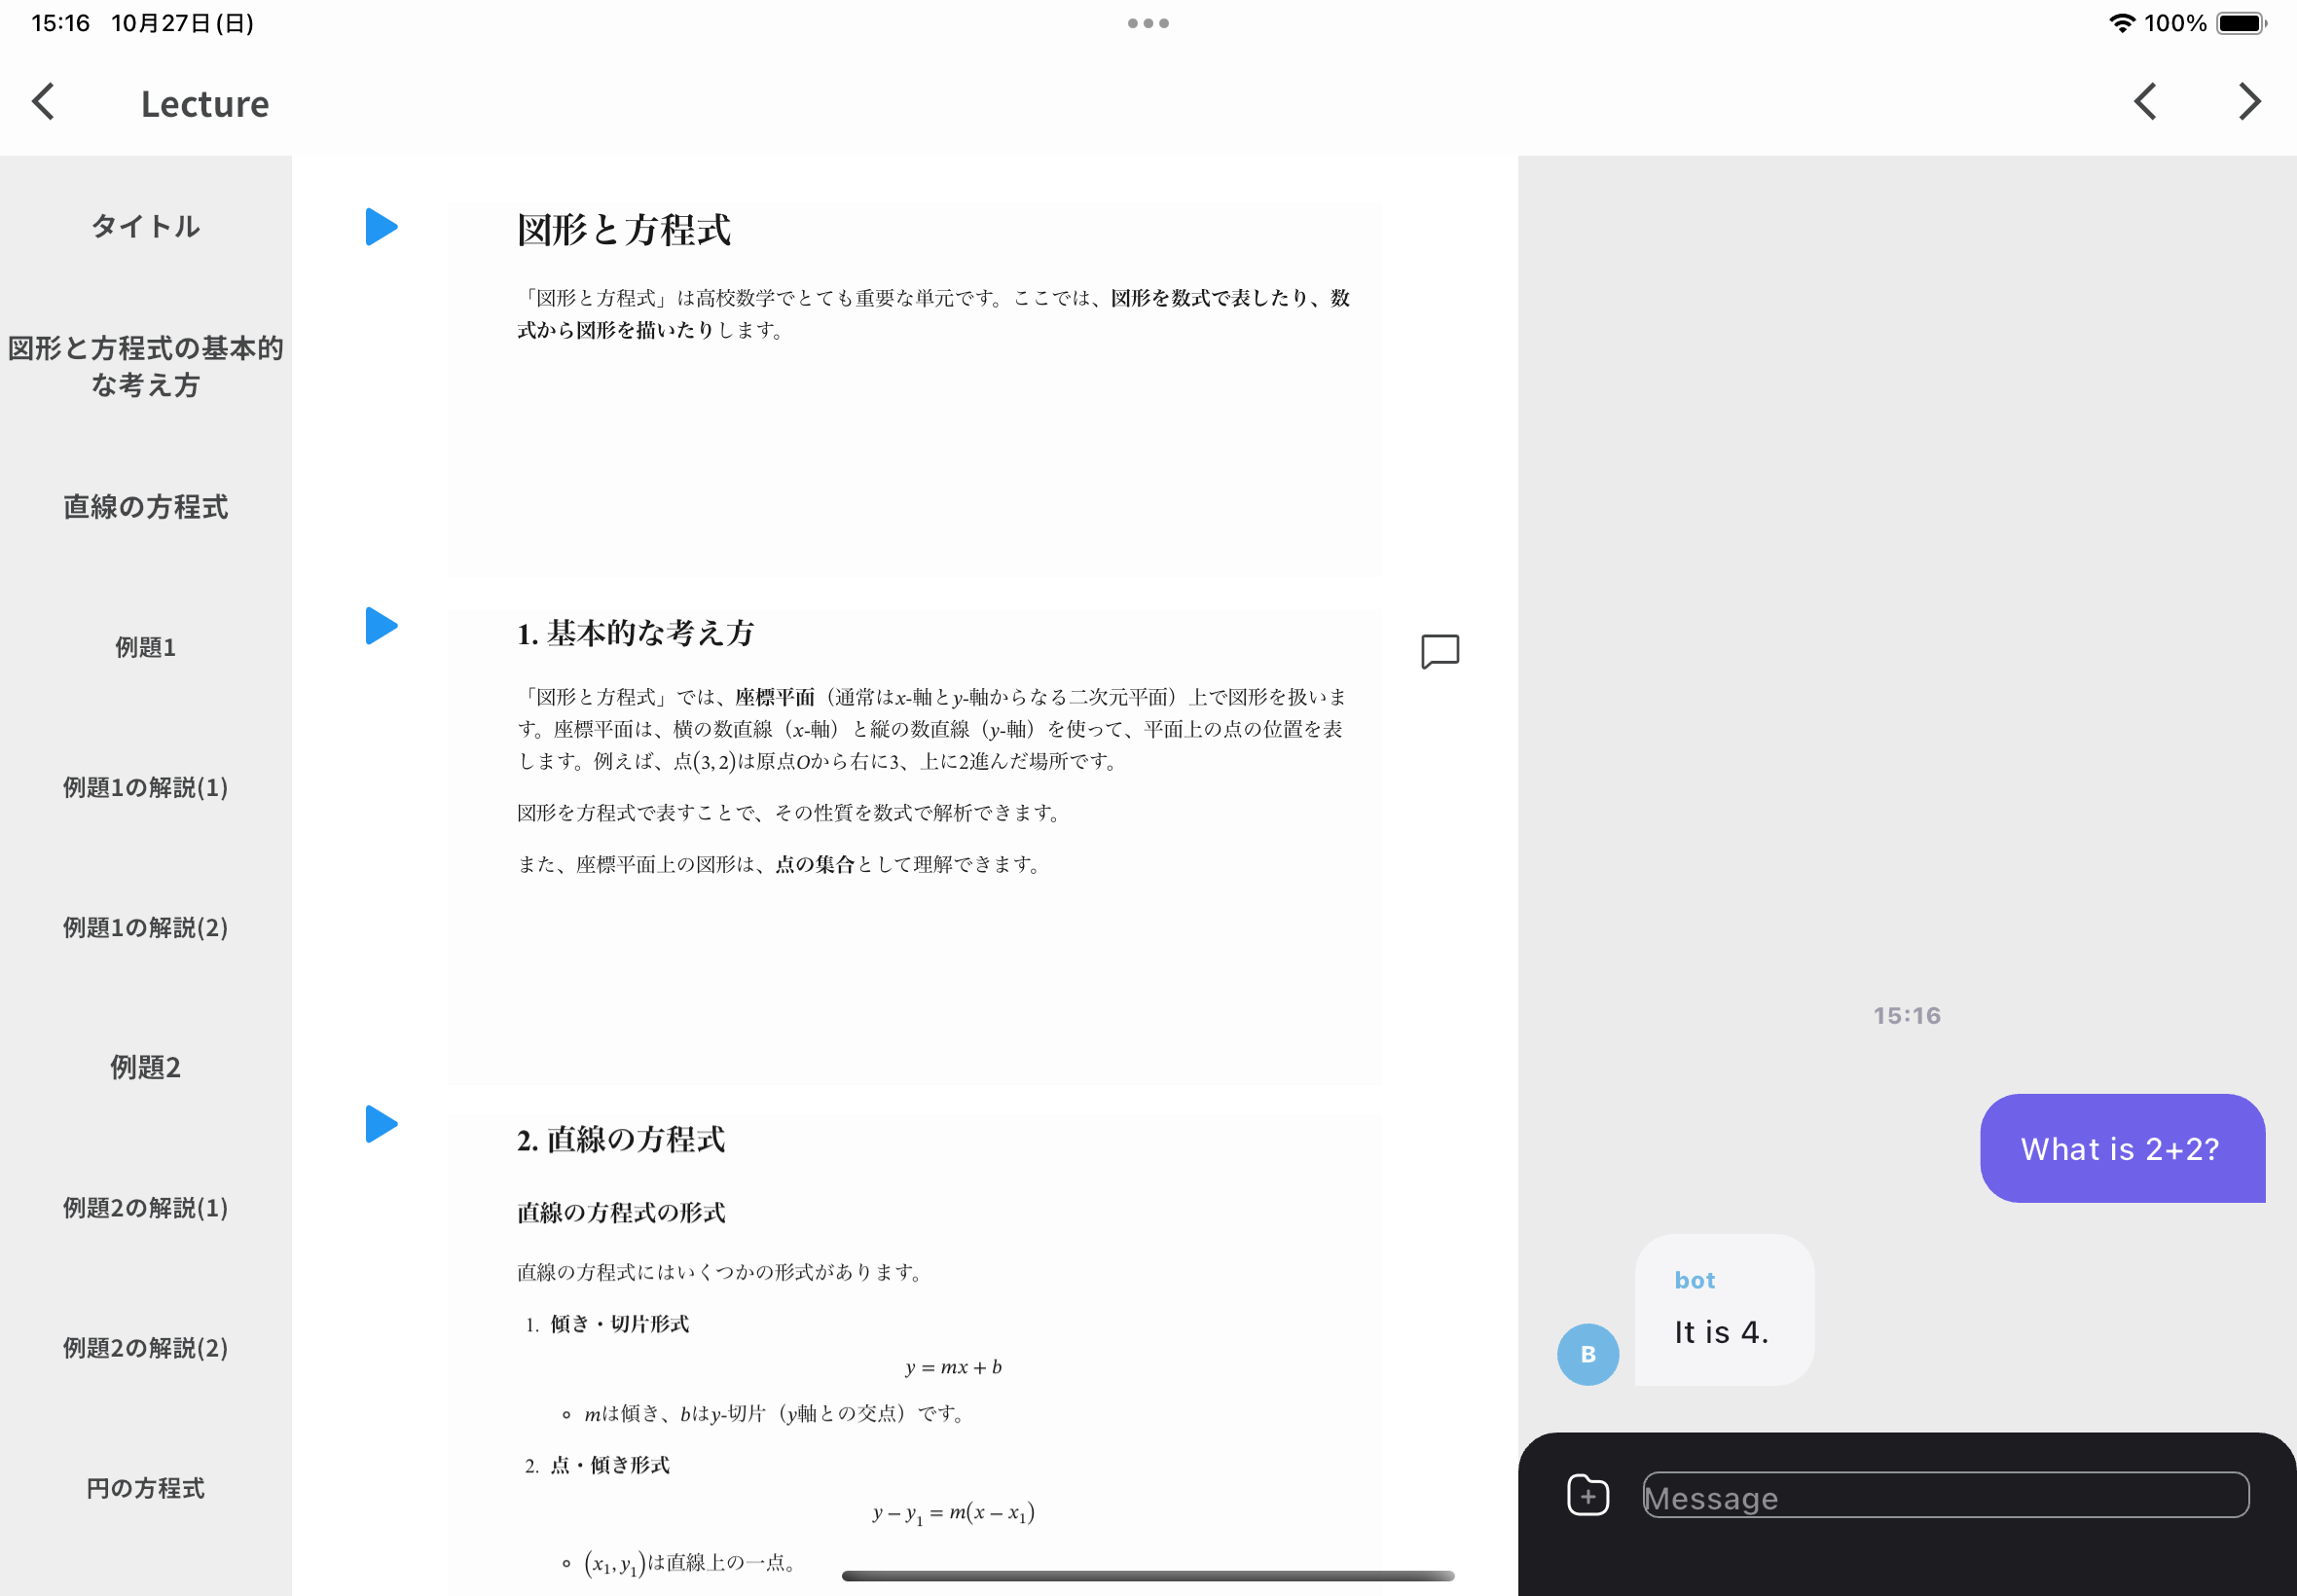 15:16 10月27日(日)
100%
Lecture
タイトル
図形と方程式の基本的
な考え方
直線の方程式
例題1
例題1の解説(1)
例題1の解説(2)
例題2
例題2の解説(1)
例題2の解説(2)
円の方程式
図形と方程式
「図形と方程式」は高校数学でとても重要な単元です。ここでは、図形を数式で表したり、数
式から図形を描いたりします。
1. 基本的な考え方
「図形と方程式」では、座標平面（通常はx-軸とy-軸からなる二次元平面）上で図形を扱いま
す。座標平面は、横の数直線（x-軸）と縦の数直線（y-軸）を使って、平面上の点の位置を表
します。例えば、点(3, 2)は原点Oから右に3、上に2進んだ場所です。
図形を方程式で表すことで、その性質を数式で解析できます。
また、座標平面上の図形は、点の集合として理解できます。
2. 直線の方程式
直線の方程式の形式
直線の方程式にはいくつかの形式があります。
1. 傾き・切片形式
y = mx + b
mは傾き、bはy-切片（y軸との交点）です。
2. 点・傾き形式
y − y₁ = m(x − x₁)
(x₁, y₁)は直線上の一点。
15:16
What is 2+2?
bot
It is 4.
B
Message